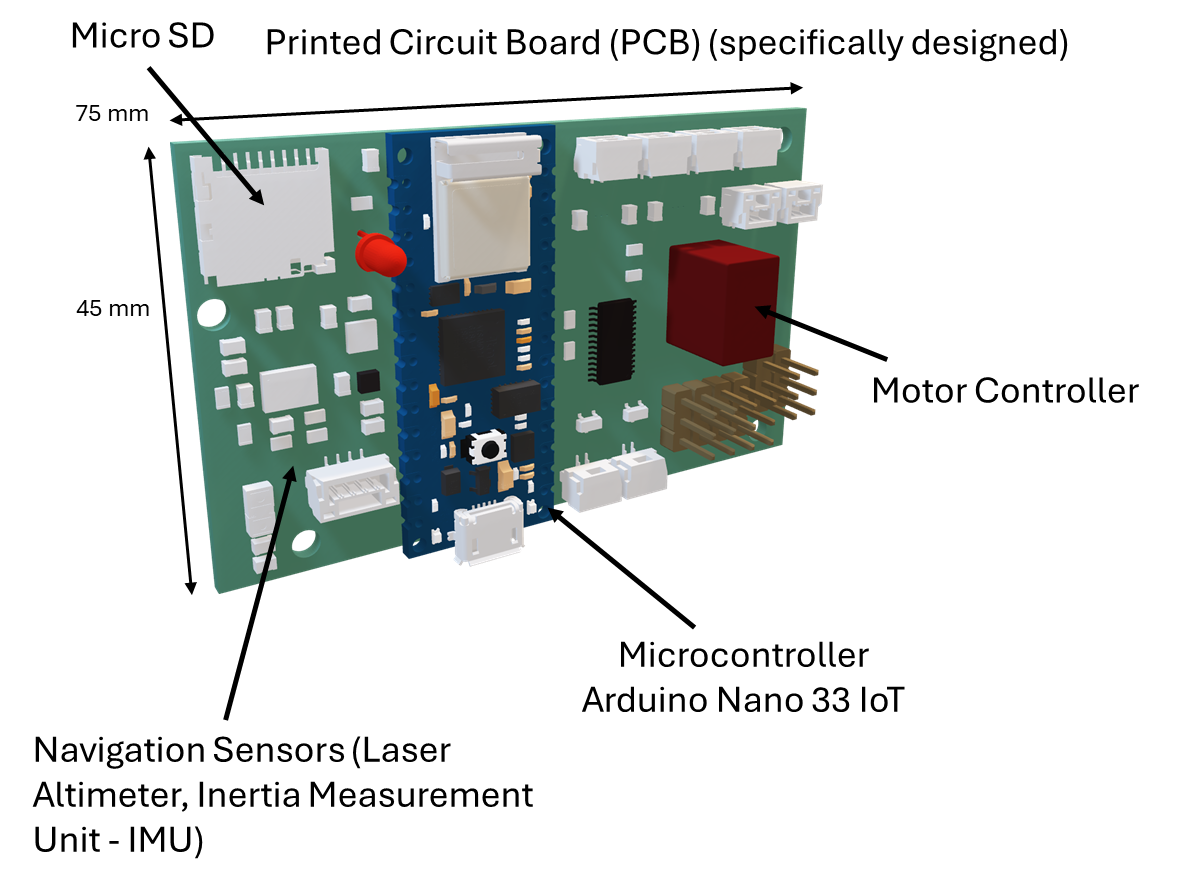 Micro SD
Printed Circuit Board (PCB) (specifically designed)
75 mm
45 mm
Motor Controller
Microcontroller
Arduino Nano 33 IoT
Navigation Sensors (Laser
Altimeter, Inertia Measurement
Unit - IMU)